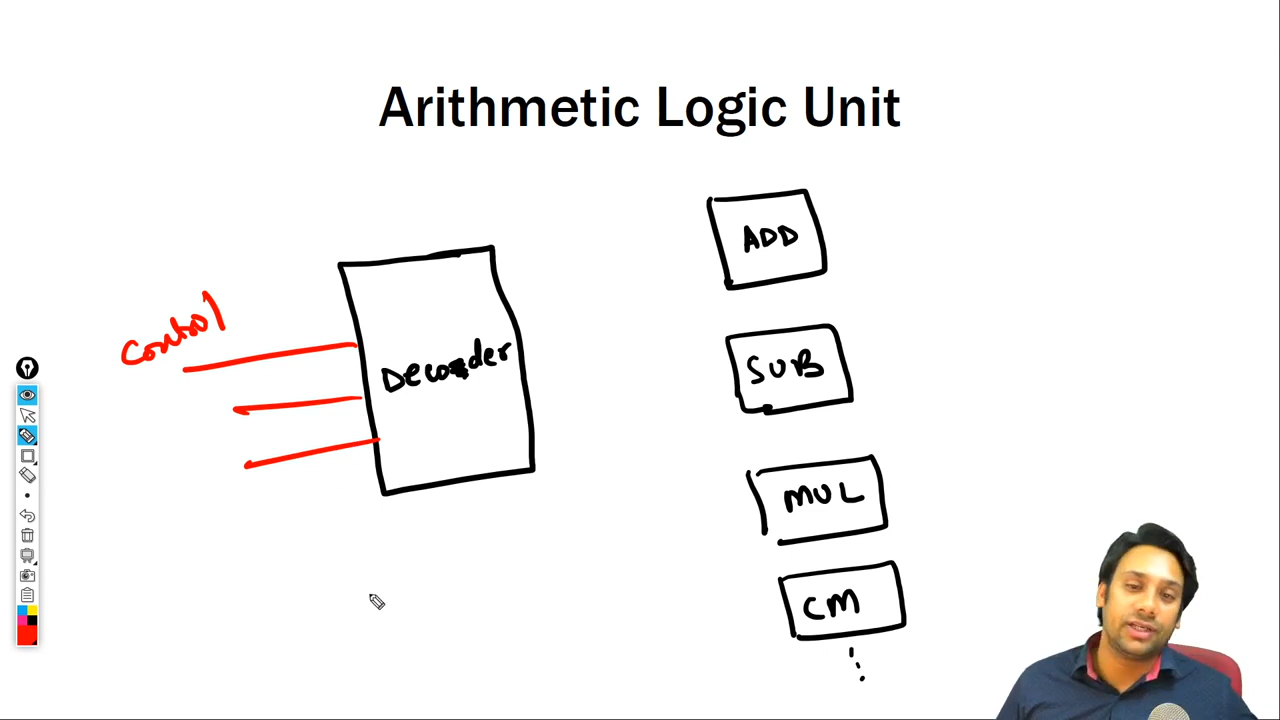 Arithmetic Logic Unit
ADD
control
Decoder
SUB
MUL
CM